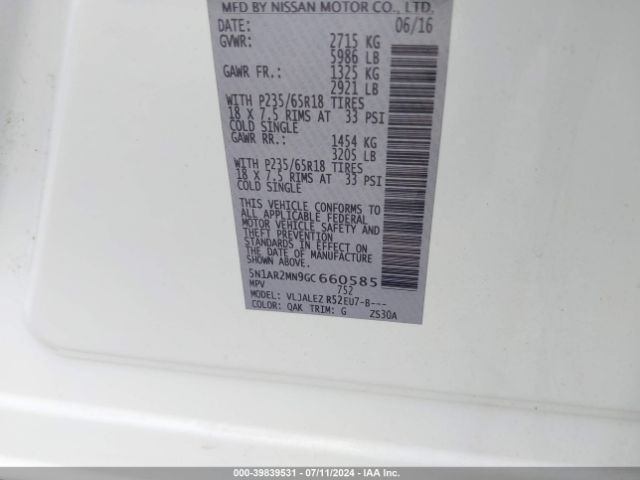 MFD BY NISSAN MOTOR CO., LTD.
DATE: 06/16
GVWR: 2715 KG
5986 LB
GAWR FR.: 1325 KG
2921 LB
WITH P235/65R18 TIRES
18 X 7.5 RIMS AT 33 PSI
COLD SINGLE
GAWR RR.: 1454 KG
3205 LB
WITH P235/65R18 TIRES
18 X 7.5 RIMS AT 33 PSI
COLD SINGLE
THIS VEHICLE CONFORMS TO
ALL APPLICABLE FEDERAL
MOTOR VEHICLE SAFETY AND
THEFT PREVENTION
STANDARDS IN EFFECT ON
DATE OF MANUFACTURE
5N1AR2MN9GC660585
MPV 752
MODEL: VLJALEZ R52EU7-B---
COLOR: QAK TRIM: G ZS30A
000-39839531 - 07/11/2024 - IAA Inc.